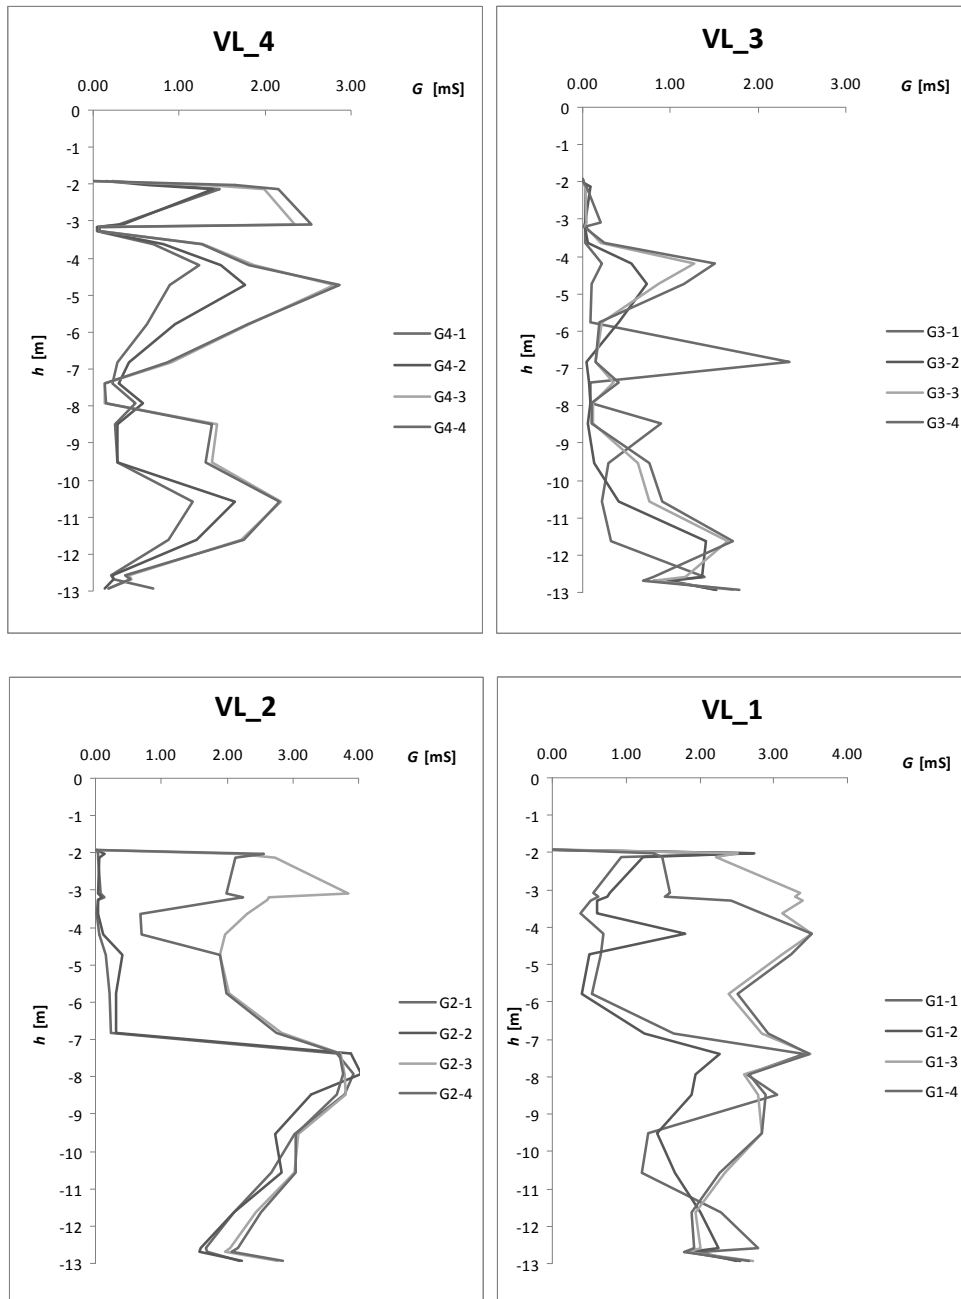 VL_4
0.00 1.00 2.00 3.00
G [mS]
0
-1
-2
-3
-4
-5
-6
-7
-8
-9
-10
-11
-12
-13
h [m]
G4-1
G4-2
G4-3
G4-4
VL_3
0.00 1.00 2.00 3.00
G [mS]
0
-1
-2
-3
-4
-5
-6
-7
-8
-9
-10
-11
-12
-13
h [m]
G3-1
G3-2
G3-3
G3-4
VL_2
0.00 1.00 2.00 3.00 4.00
G [mS]
0
-1
-2
-3
-4
-5
-6
-7
-8
-9
-10
-11
-12
-13
h [m]
G2-1
G2-2
G2-3
G2-4
VL_1
0.00 1.00 2.00 3.00 4.00
G [mS]
0
-1
-2
-3
-4
-5
-6
-7
-8
-9
-10
-11
-12
-13
h [m]
G1-1
G1-2
G1-3
G1-4